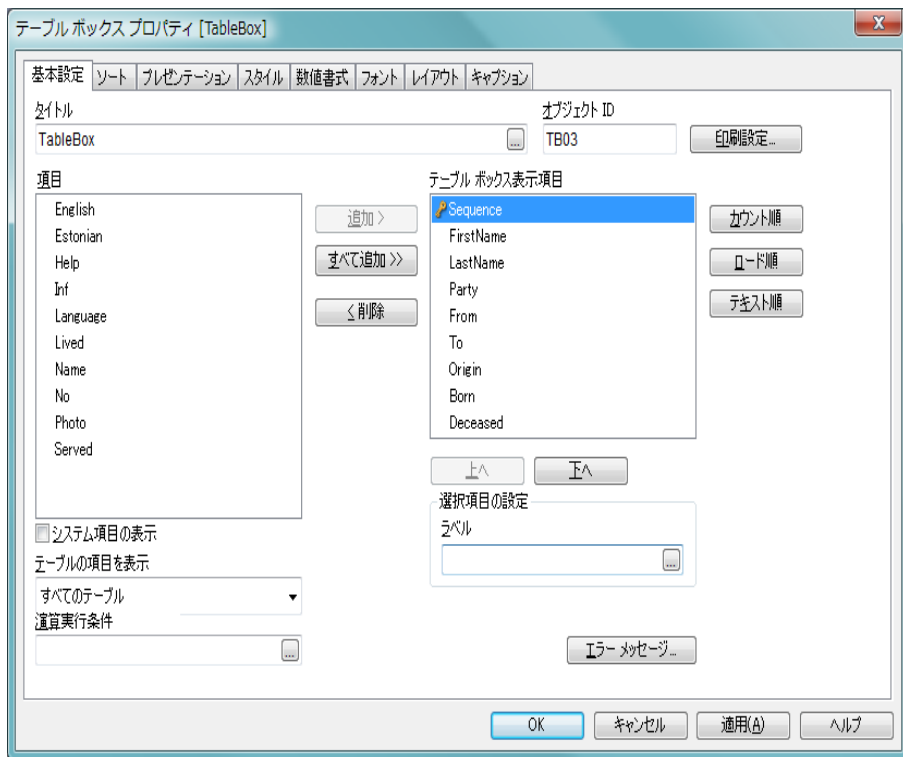 テーブル ボックス プロパティ [TableBox]
基本設定 ソート プレゼンテーション スタイル 数値書式 フォント レイアウト キャプション
タイトル
オブジェクト ID
TableBox ...
TB03
印刷設定...
項目
テーブル ボックス表示項目
English
Estonian
Help
Inf
Language
Lived
Name
No
Photo
Served
追加 >
すべて追加 >>
< 削除
Sequence
FirstName
LastName
Party
From
To
Origin
Born
Deceased
カウント順
ロード順
テキスト順
上へ 下へ
選択項目の設定
ラベル
...
システム項目の表示
テーブルの項目を表示
すべてのテーブル
演算実行条件
...
エラー メッセージ...
OK キャンセル 適用(A) ヘルプ